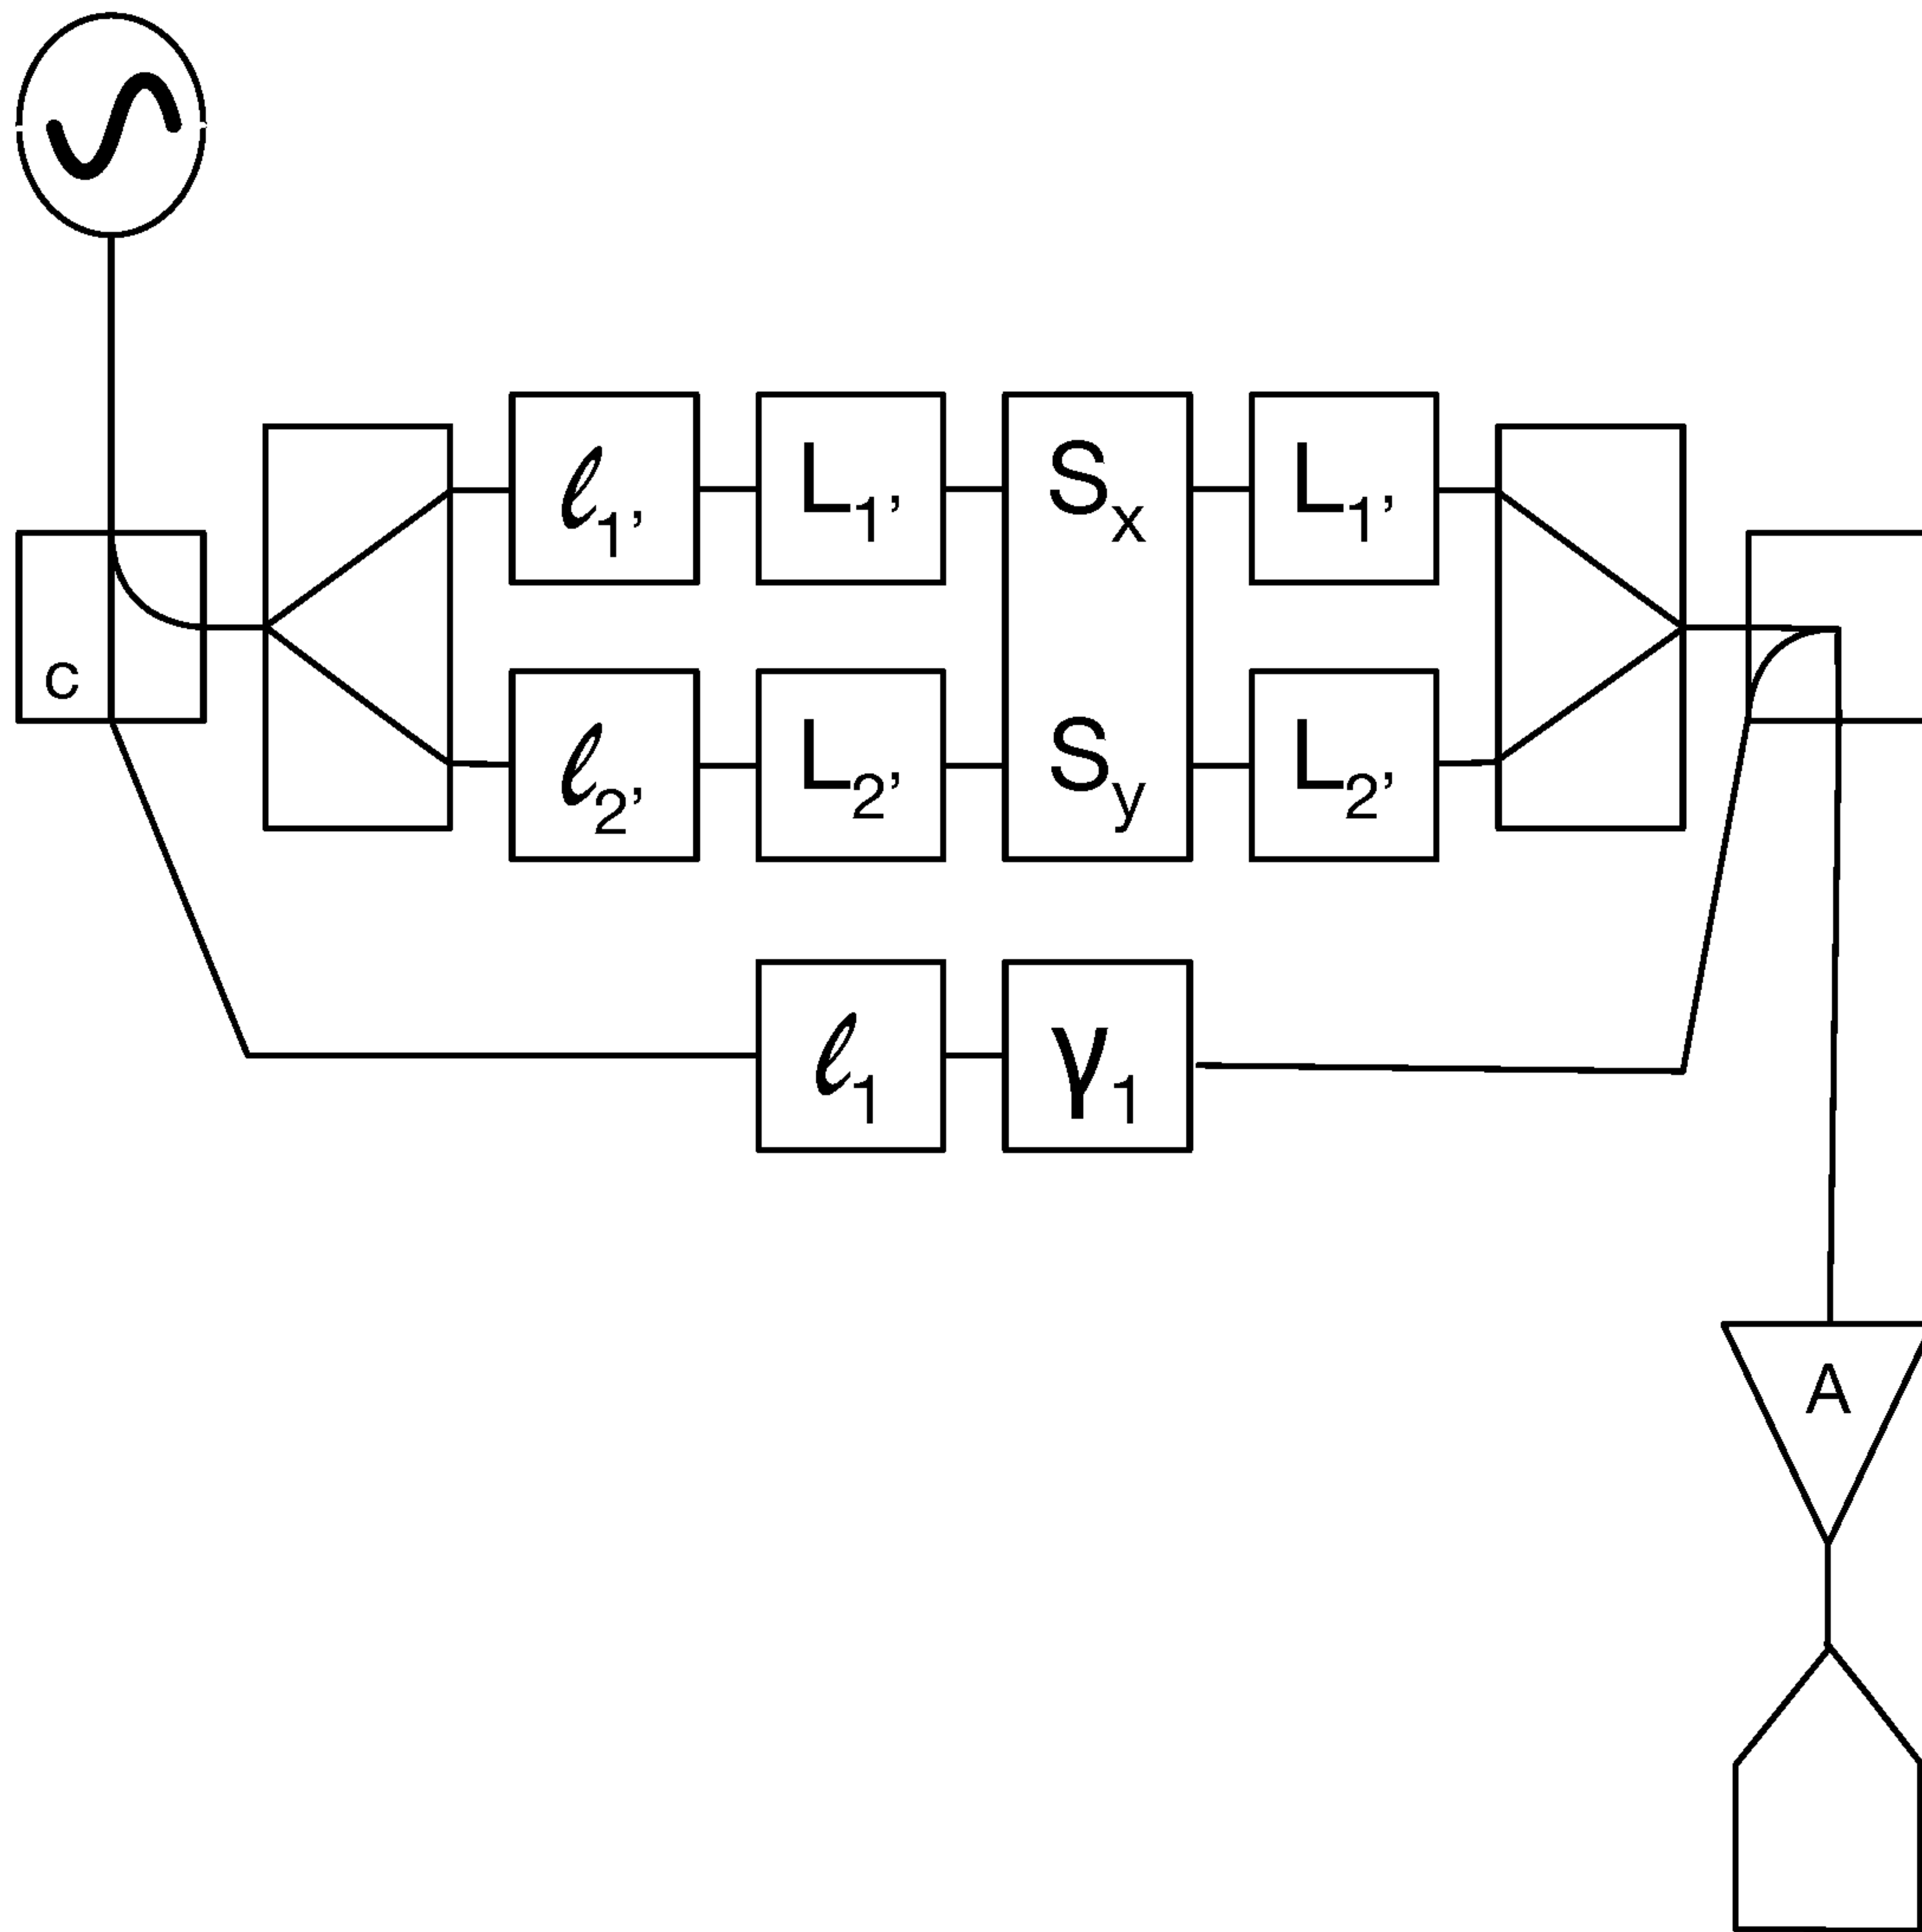 ℓ1’ L1’ Sx L1’
C
ℓ2’ L2’ Sy L2’
ℓ1 γ1
A